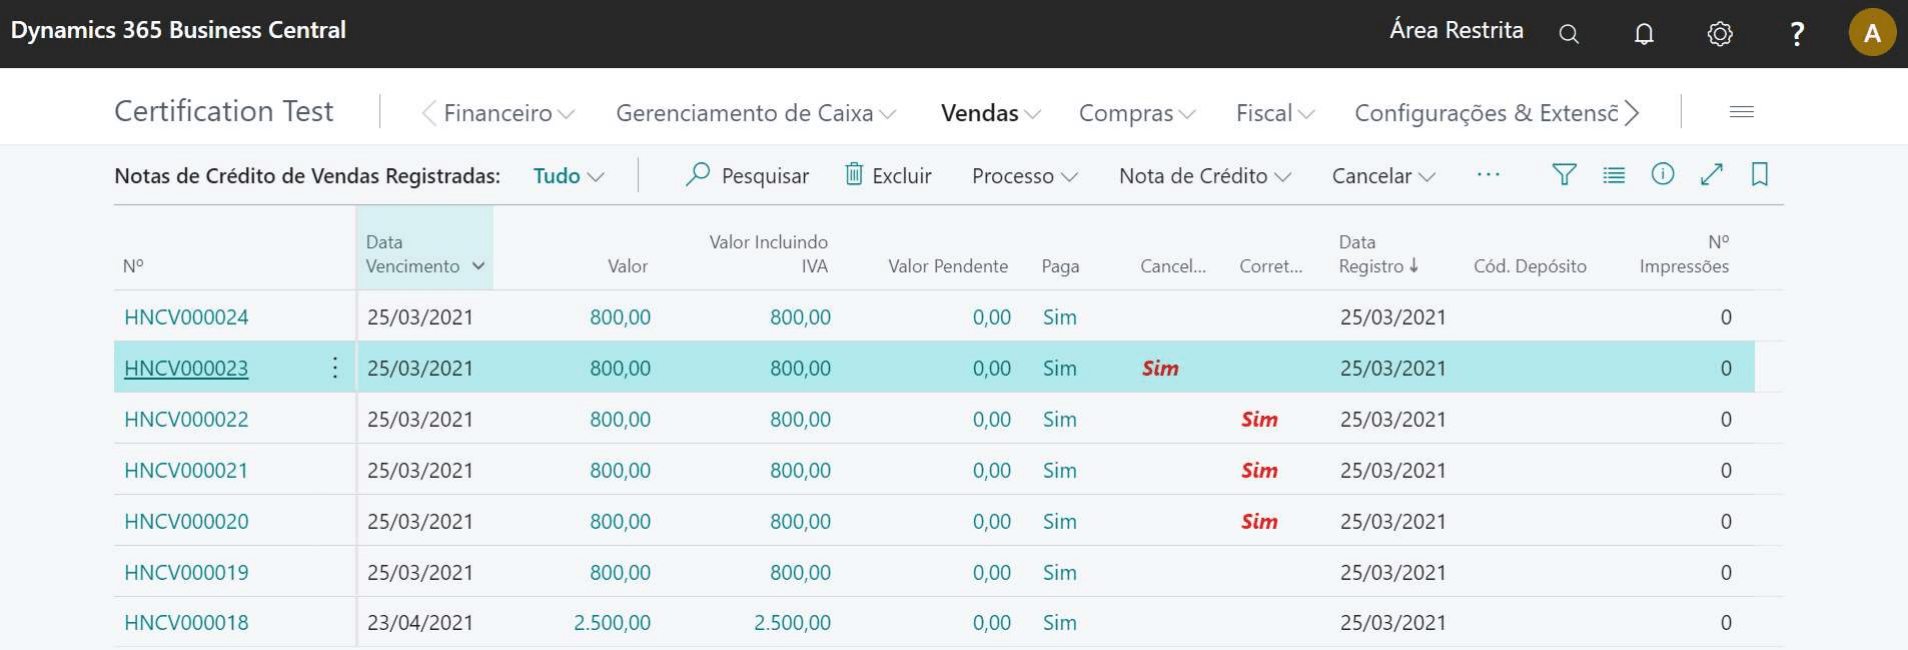 Dynamics 365 Business Central
Área Restrita
?
A
Certification Test
Financeiro
Gerenciamento de Caixa
Vendas
Compras
Fiscal
Configurações & Extensõ
Notas de Crédito de Vendas Registradas:
Tudo
Pesquisar
Excluir
Processo
Nota de Crédito
Cancelar
...
Nº
Data
Vencimento
Valor
Valor Incluindo
IVA
Valor Pendente
Paga
Cancel...
Corret...
Data
Registro↓
Cód. Depósito
Nº
Impressões
HNCV000024 25/03/2021 800,00 800,00 0,00 Sim 25/03/2021 0
HNCV000023 25/03/2021 800,00 800,00 0,00 Sim Sim 25/03/2021 0
HNCV000022 25/03/2021 800,00 800,00 0,00 Sim Sim 25/03/2021 0
HNCV000021 25/03/2021 800,00 800,00 0,00 Sim Sim 25/03/2021 0
HNCV000020 25/03/2021 800,00 800,00 0,00 Sim Sim 25/03/2021 0
HNCV000019 25/03/2021 800,00 800,00 0,00 Sim 25/03/2021 0
HNCV000018 23/04/2021 2.500,00 2.500,00 0,00 Sim 25/03/2021 0